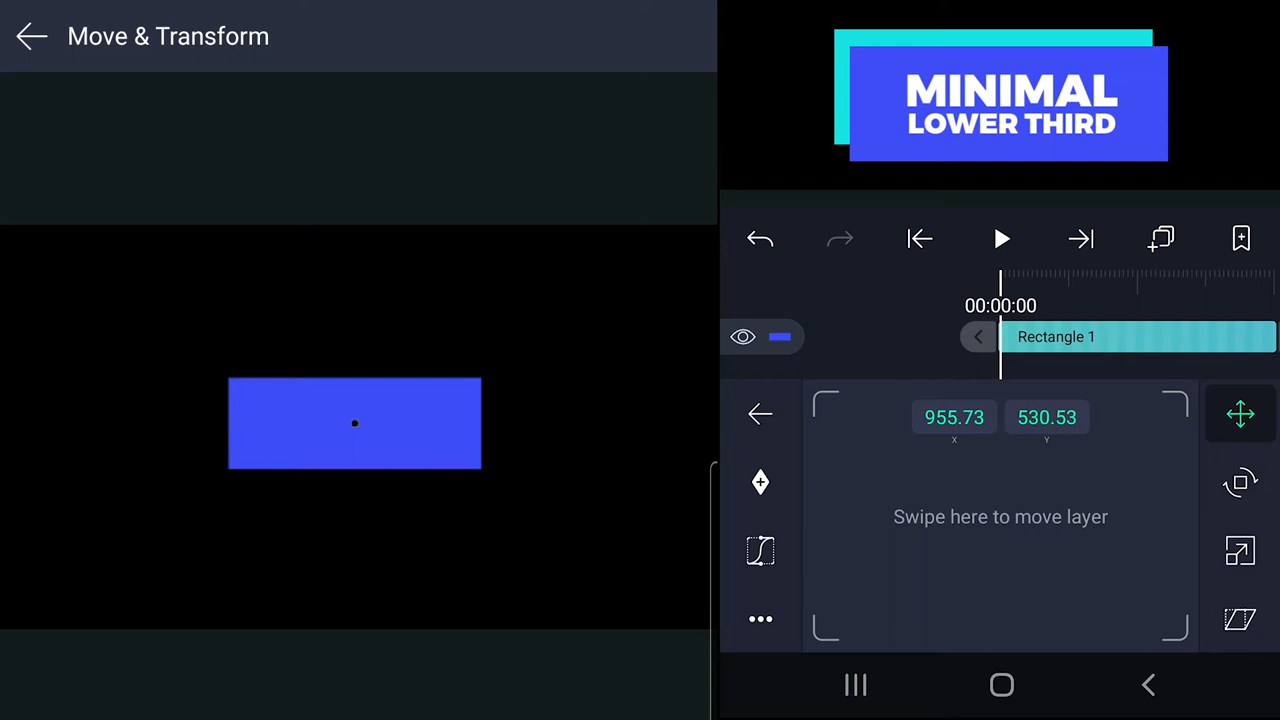 Move & Transform
MINIMAL
LOWER THIRD
00:00:00
Rectangle 1
955.73 530.53
X Y
Swipe here to move layer